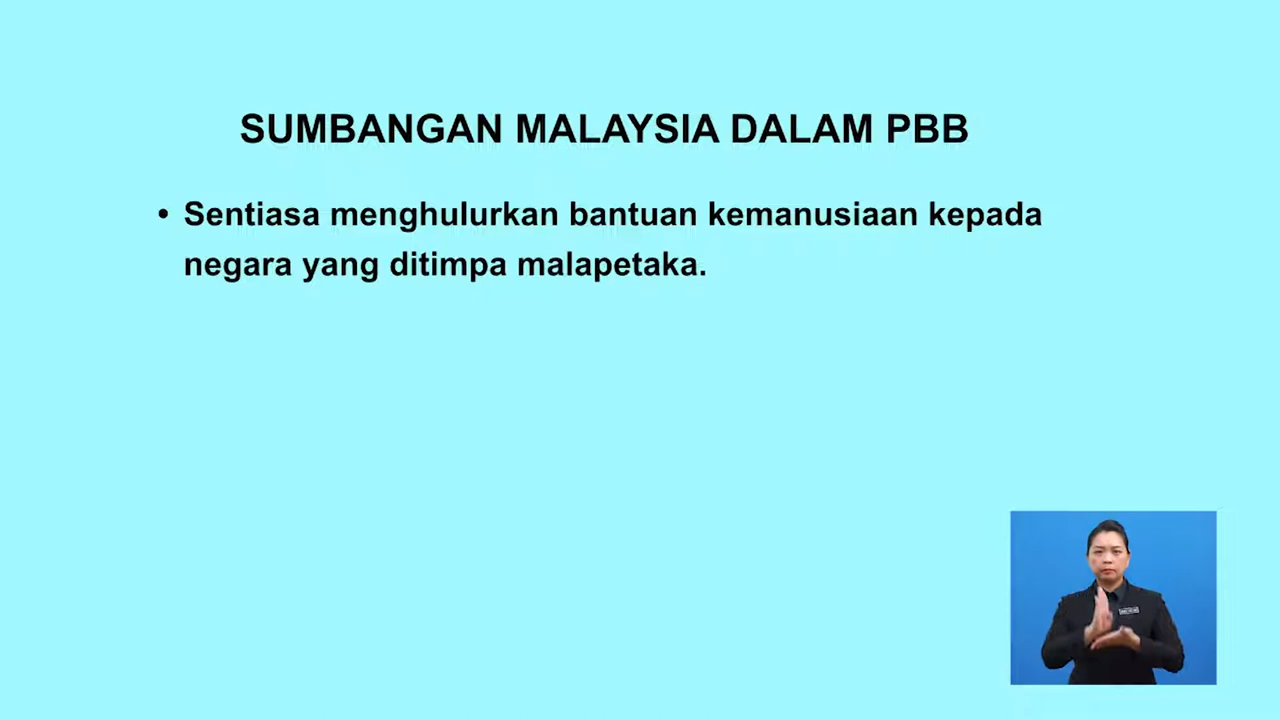 SUMBANGAN MALAYSIA DALAM PBB
• Sentiasa menghulurkan bantuan kemanusiaan kepada
negara yang ditimpa malapetaka.